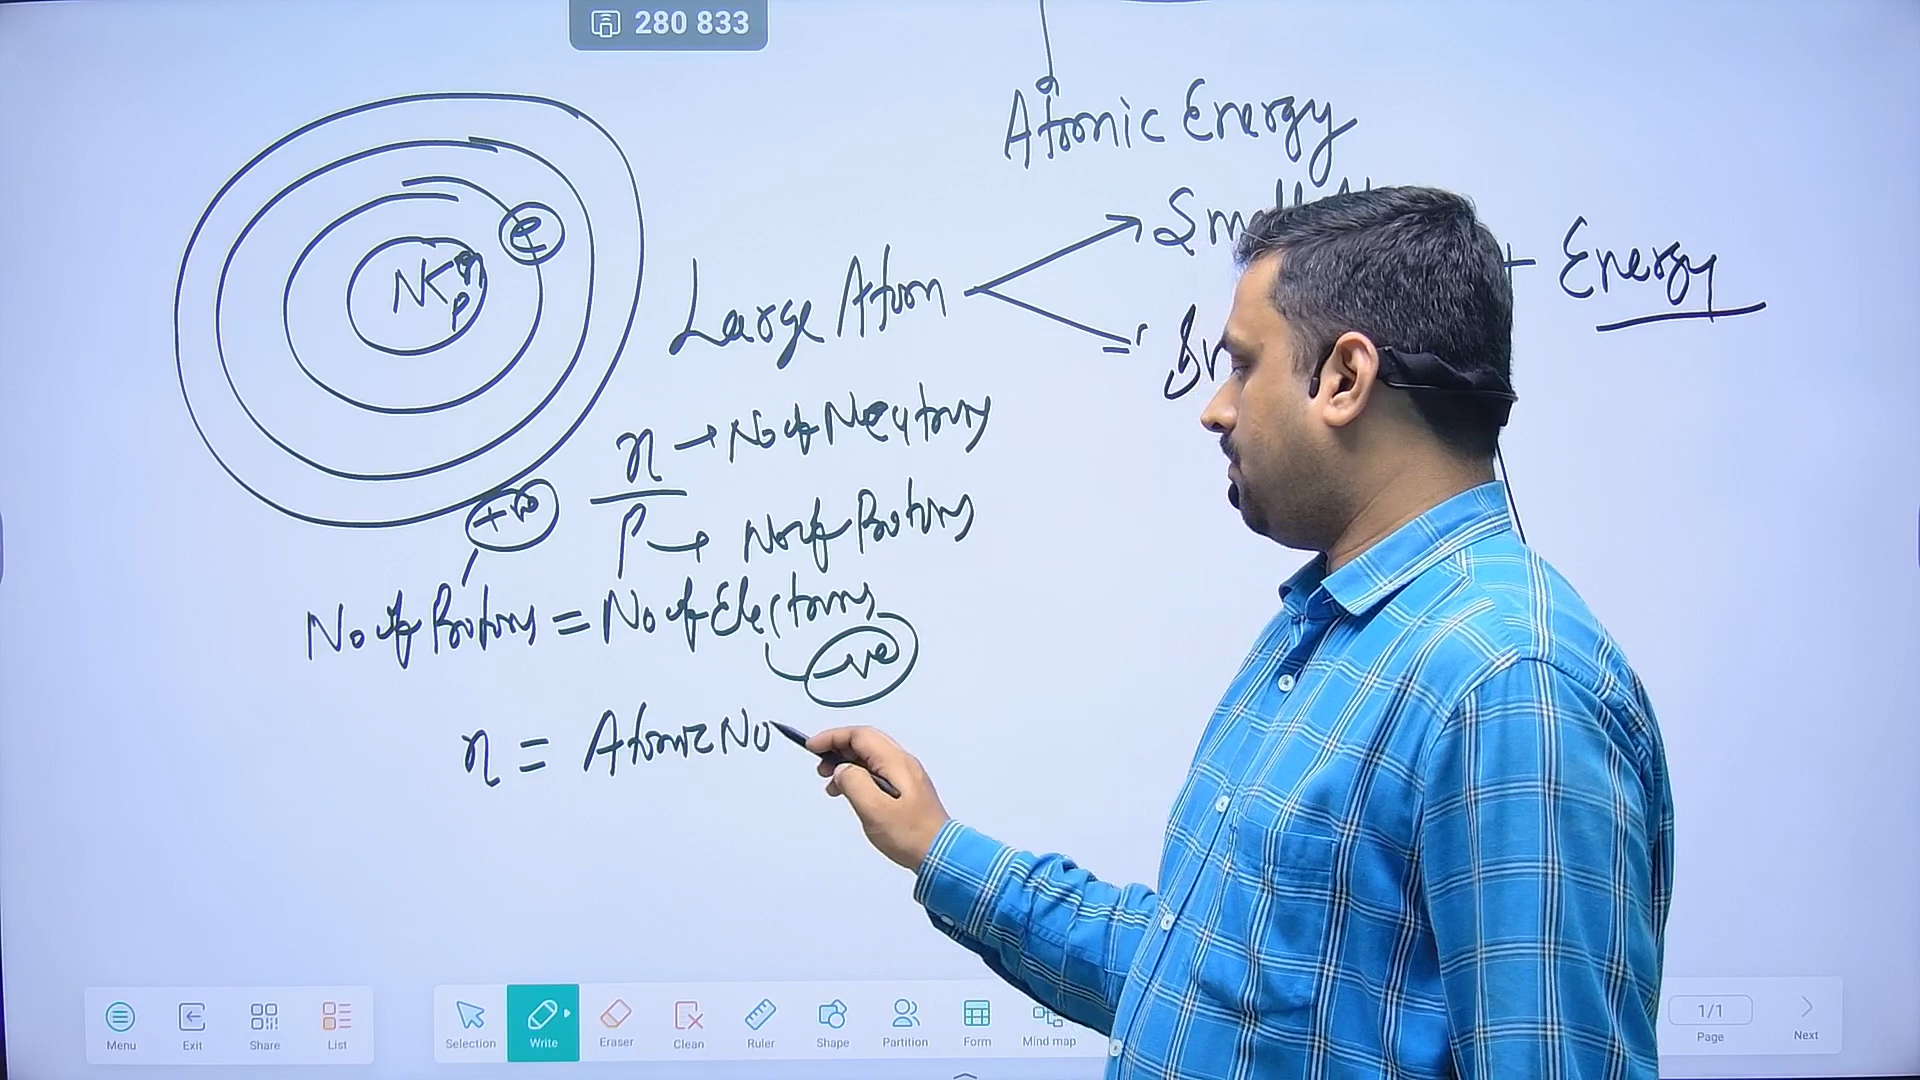 280 833
Atomic Energy
NK n
p
e
Large Atom
+ Energy
n → No of Neutrons
+ve
P → No of Protons
No of Protons = No of Electrons
-ve
n = Atomic No
Menu Exit Share List Selection Write Eraser Clean Ruler Shape Partition Form Mind map 1/1 Page Next